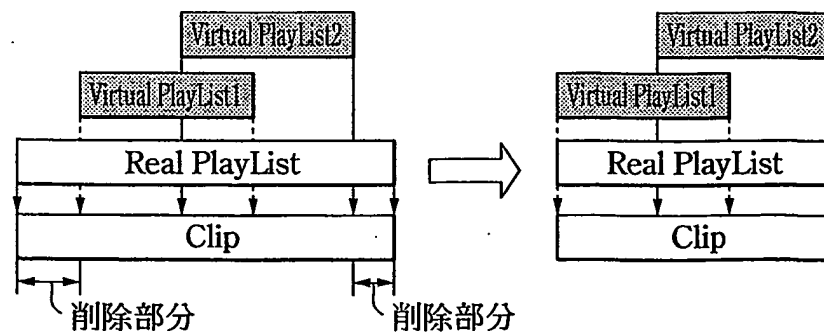 Virtual PlayList2
Virtual PlayList1
Real PlayList
Clip
削除部分
削除部分
Virtual PlayList2
Virtual PlayList1
Real PlayList
Clip